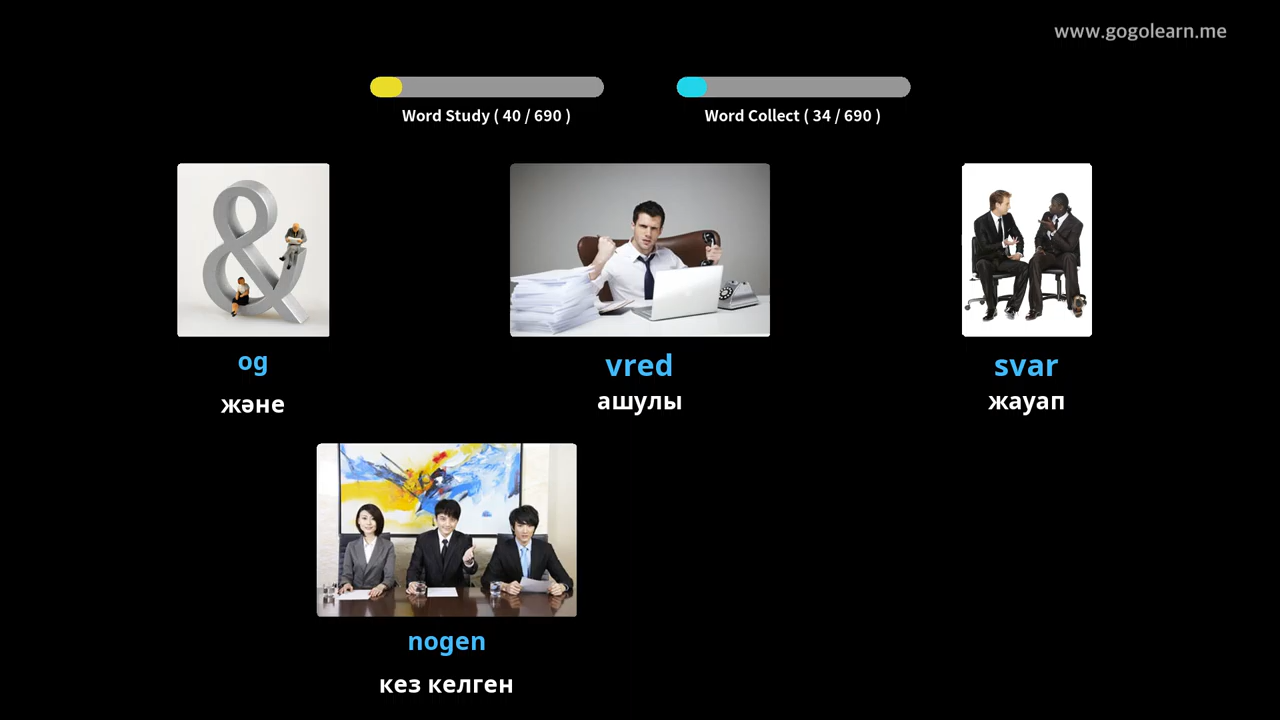 www.gogolearn.me
Word Study ( 40 / 690 )
Word Collect ( 34 / 690 )
og
және
vred
ашулы
svar
жауап
nogen
кез келген